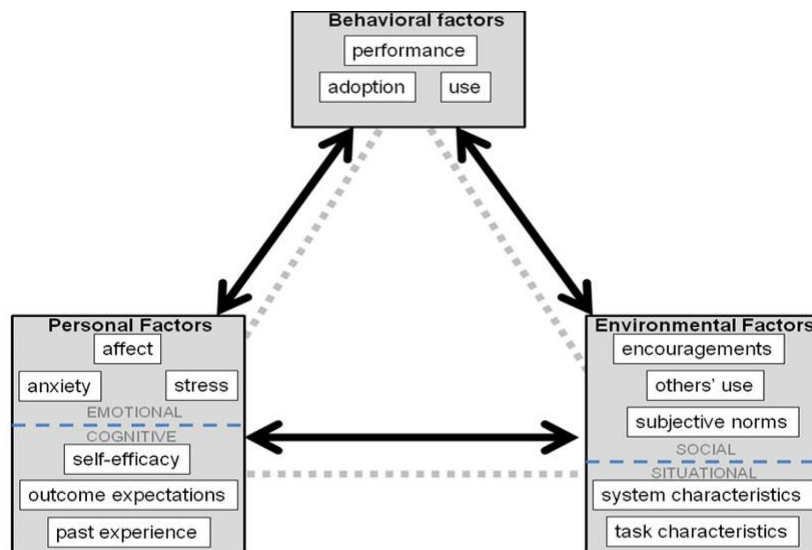 Behavioral factors
performance
adoption use
Personal Factors
affect
anxiety stress
EMOTIONAL
COGNITIVE
self-efficacy
outcome expectations
past experience
Environmental Factors
encouragements
others' use
subjective norms
SOCIAL
SITUATIONAL
system characteristics
task characteristics